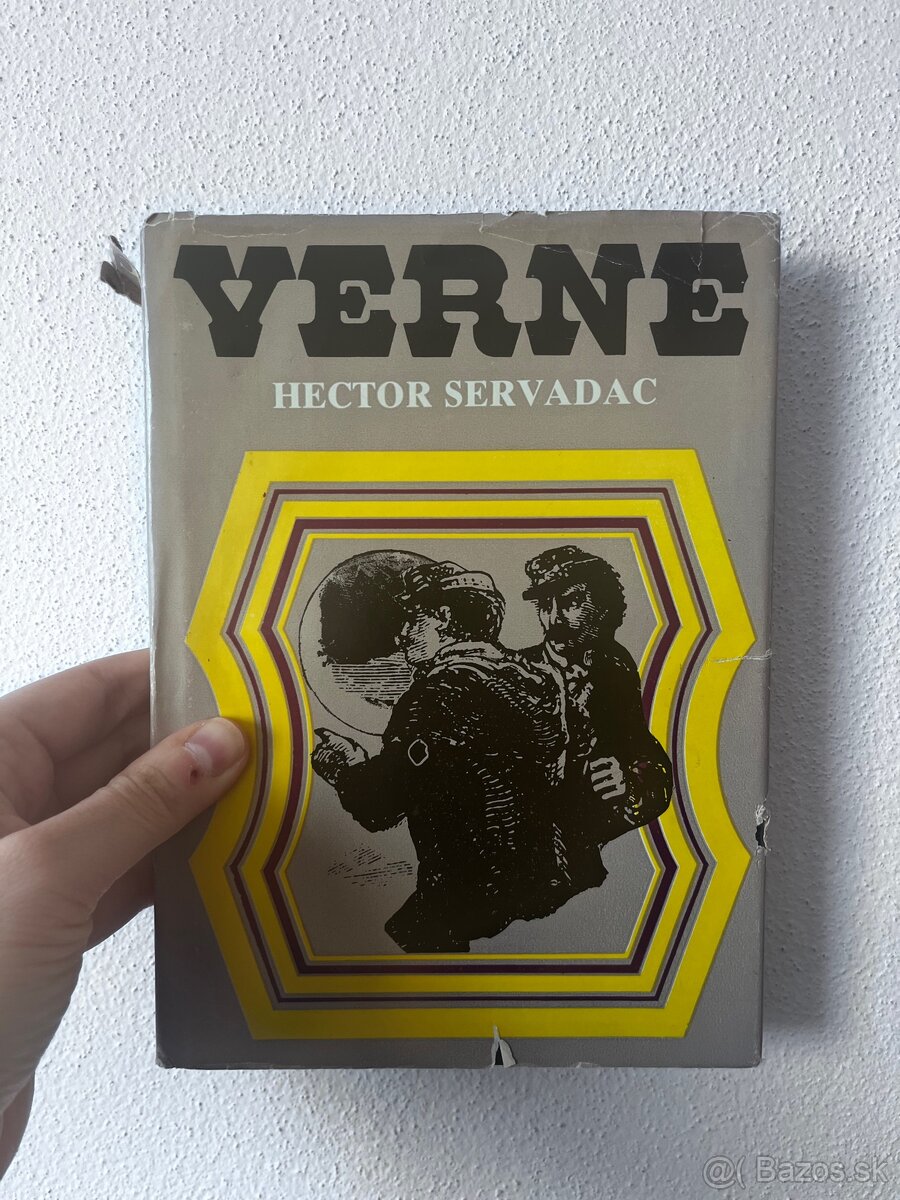 VERNE
HECTOR SERVADAC
@( Bazos.sk